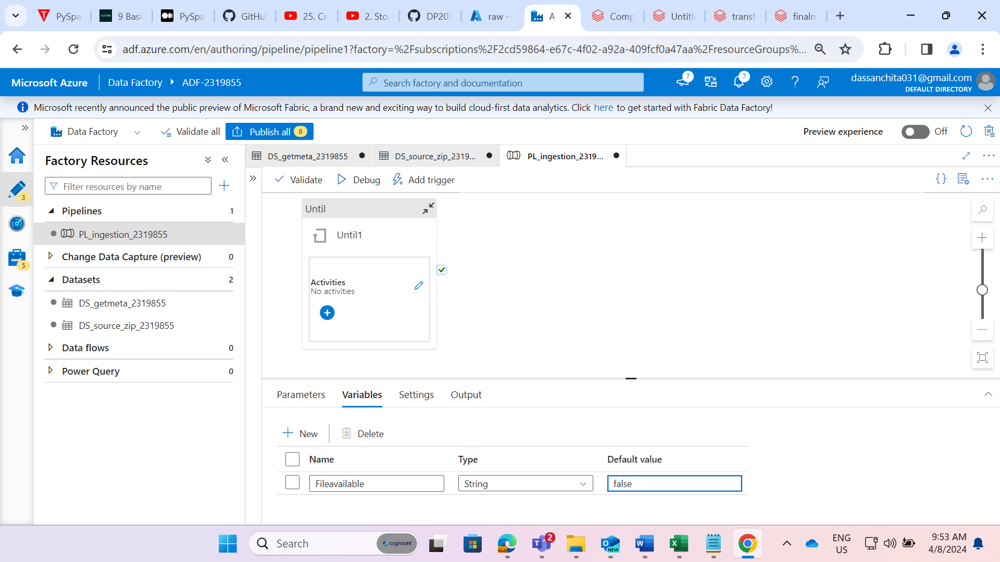 PySpa
9 Basi
PySpa
GitHu
25. Cr
2. Stor
DP203
raw -
A
Comp
Untitle
transfo
finalno
adf.azure.com/en/authoring/pipeline/pipeline1?factory=%2Fsubscriptions%2F2cd59864-e67c-4f02-a92a-409fcf0a47aa%2FresourceGroups%...
Microsoft Azure
Data Factory
ADF-2319855
Search factory and documentation
7
7
dassanchita031@gmail.com
DEFAULT DIRECTORY
Microsoft recently announced the public preview of Microsoft Fabric, a brand new and exciting way to build cloud-first data analytics. Click here to get started with Fabric Data Factory!
Data Factory
Validate all
Publish all 8
Preview experience
Off
Factory Resources
DS_getmeta_2319855
DS_source_zip_2319...
PL_ingestion_2319...
Filter resources by name
Validate
Debug
Add trigger
3
5
Pipelines 1
PL_ingestion_2319855
Change Data Capture (preview) 0
Datasets 2
DS_getmeta_2319855
DS_source_zip_2319855
Data flows 0
Power Query 0
Until
Until1
Activities
No activities
Parameters Variables Settings Output
New
Delete
Name Type Default value
Fileavailable String false
Search
cognizant
2
NEW
ENG
US
9:53 AM
4/8/2024